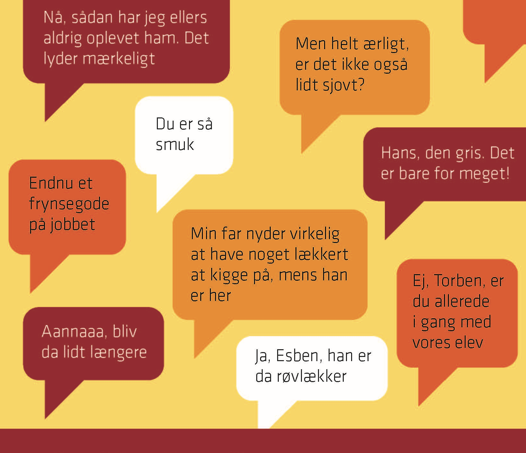 Nå, sådan har jeg ellers
aldrig oplevet ham. Det
lyder mærkeligt
Men helt ærligt,
er det ikke også
lidt sjovt?
Du er så
smuk
Hans, den gris. Det
er bare for meget!
Endnu et
frynsegode
på jobbet
Min far nyder virkelig
at have noget lækkert
at kigge på, mens han
er her
Ej, Torben, er
du allerede
i gang med
vores elev
Aannaaa, bliv
da lidt længere
Ja, Esben, han er
da røvlækker